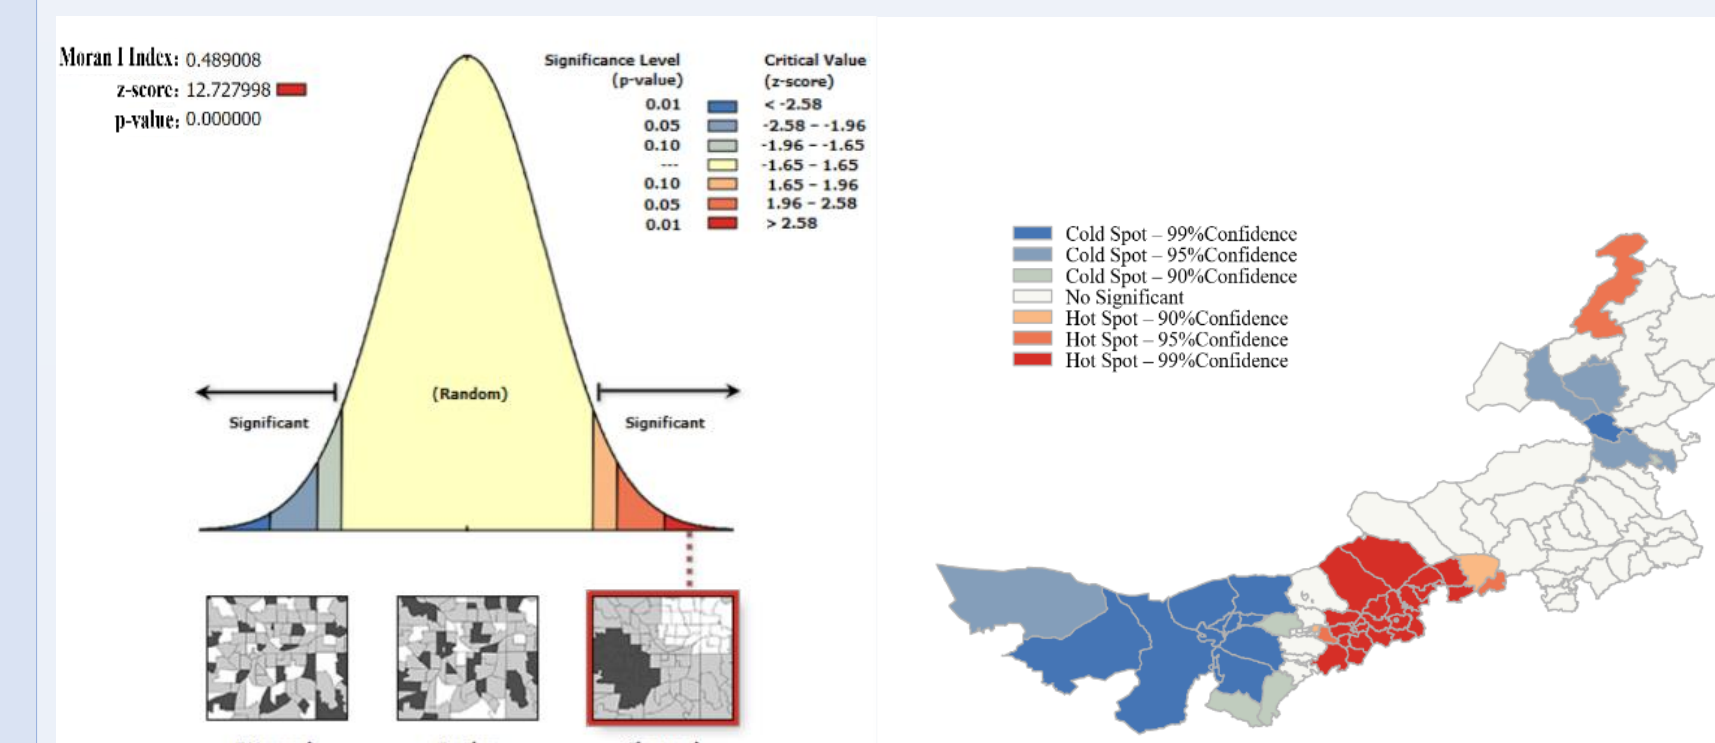 Moran I Index: 0.489008
z-score: 12.727998
p-value: 0.000000
Significance Level
(p-value)
Critical Value
(z-score)
0.01 < -2.58
0.05 -2.58 - -1.96
0.10 -1.96 - -1.65
--- -1.65 - 1.65
0.10 1.65 - 1.96
0.05 1.96 - 2.58
0.01 > 2.58
(Random)
Significant
Significant
Cold Spot – 99%Confidence
Cold Spot – 95%Confidence
Cold Spot – 90%Confidence
No Significant
Hot Spot – 90%Confidence
Hot Spot – 95%Confidence
Hot Spot – 99%Confidence